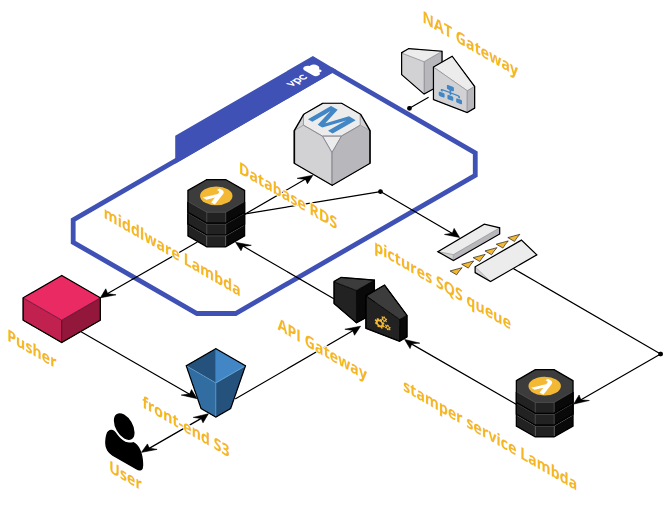 NAT Gateway
vpc
M
Database RDS
middlware Lambda
pictures SQS queue
API Gateway
Pusher
front-end S3
stamper service Lambda
User